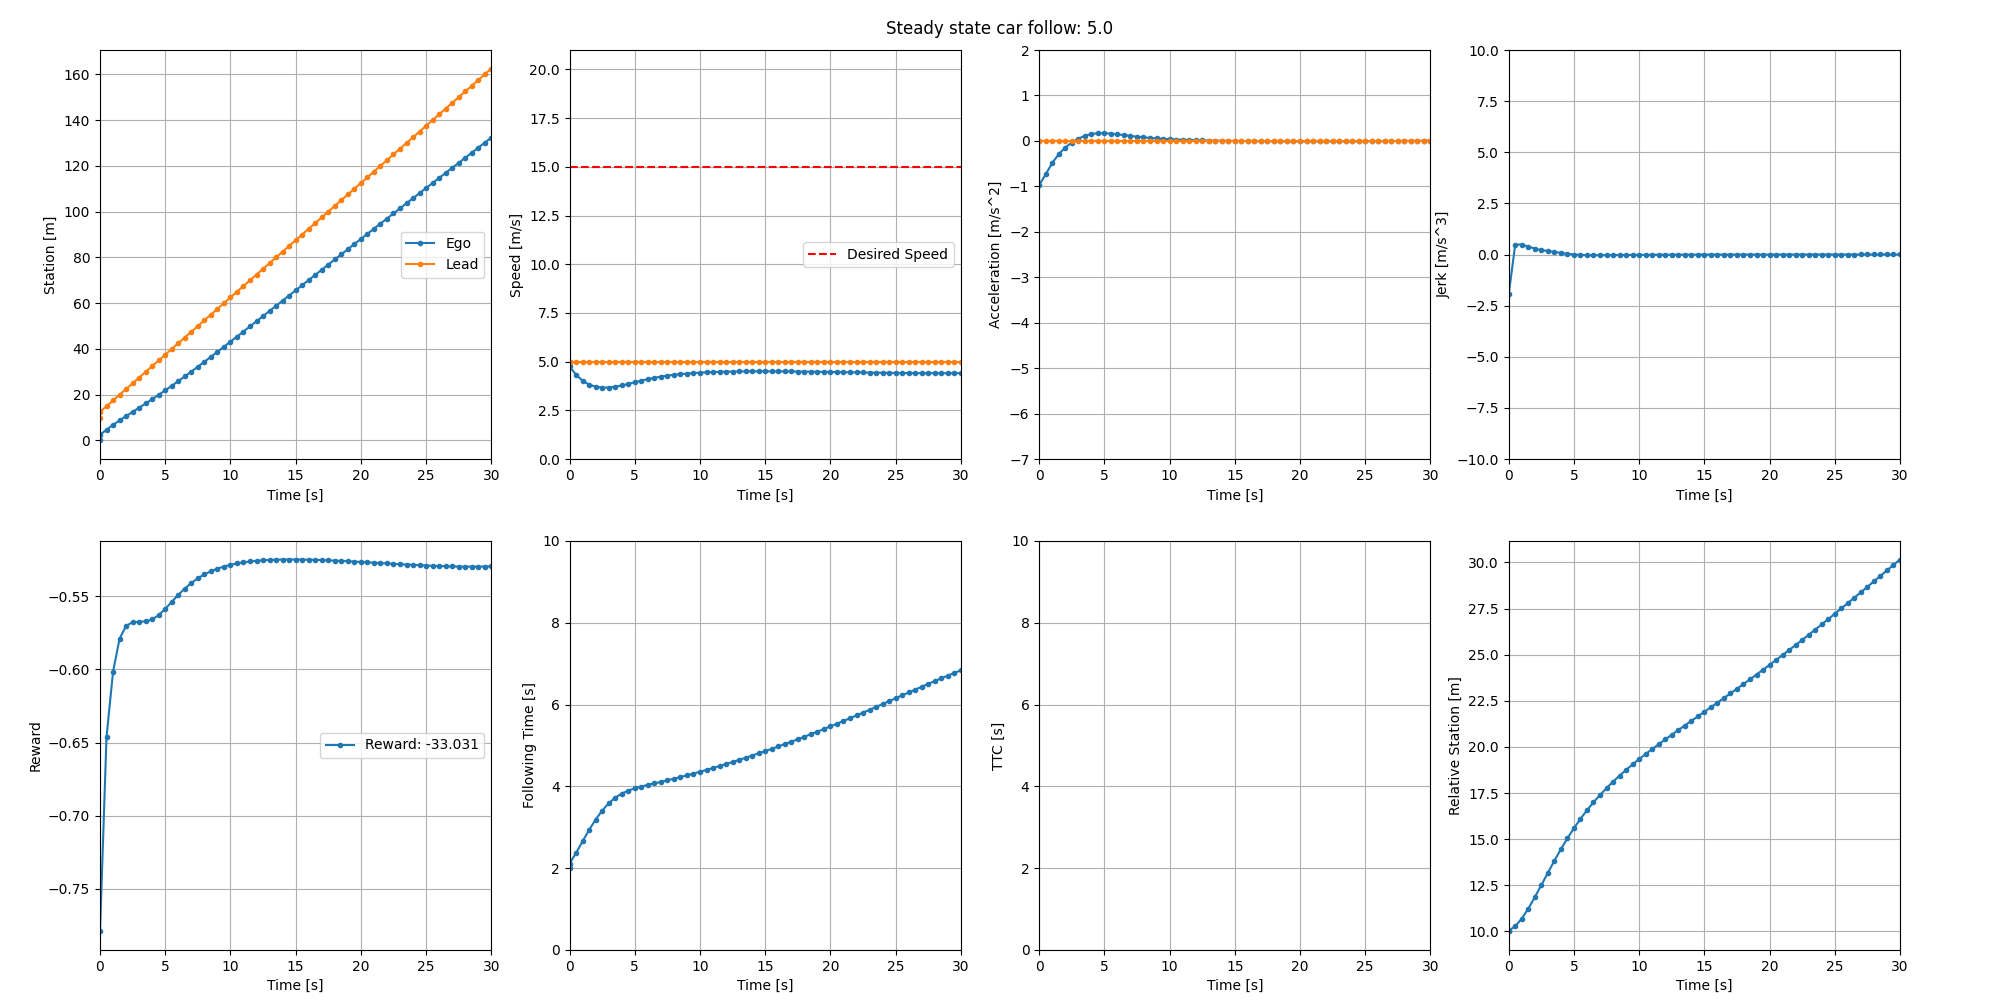 Steady state car follow: 5.0
160
140
120
100
80
60
40
20
0
Station [m]
Ego
Lead
0 5 10 15 20 25 30
Time [s]
20.0
17.5
15.0
12.5
10.0
7.5
5.0
2.5
0.0
Speed [m/s]
Desired Speed
0 5 10 15 20 25 30
Time [s]
2
1
0
−1
−2
−3
−4
−5
−6
−7
Acceleration [m/s^2]
0 5 10 15 20 25 30
Time [s]
10.0
7.5
5.0
2.5
0.0
−2.5
−5.0
−7.5
−10.0
Jerk [m/s^3]
0 5 10 15 20 25 30
Time [s]
−0.55
−0.60
−0.65
−0.70
−0.75
Reward
Reward: -33.031
0 5 10 15 20 25 30
Time [s]
10
8
6
4
2
0
Following Time [s]
0 5 10 15 20 25 30
Time [s]
10
8
6
4
2
0
TTC [s]
0 5 10 15 20 25 30
Time [s]
30.0
27.5
25.0
22.5
20.0
17.5
15.0
12.5
10.0
Relative Station [m]
0 5 10 15 20 25 30
Time [s]